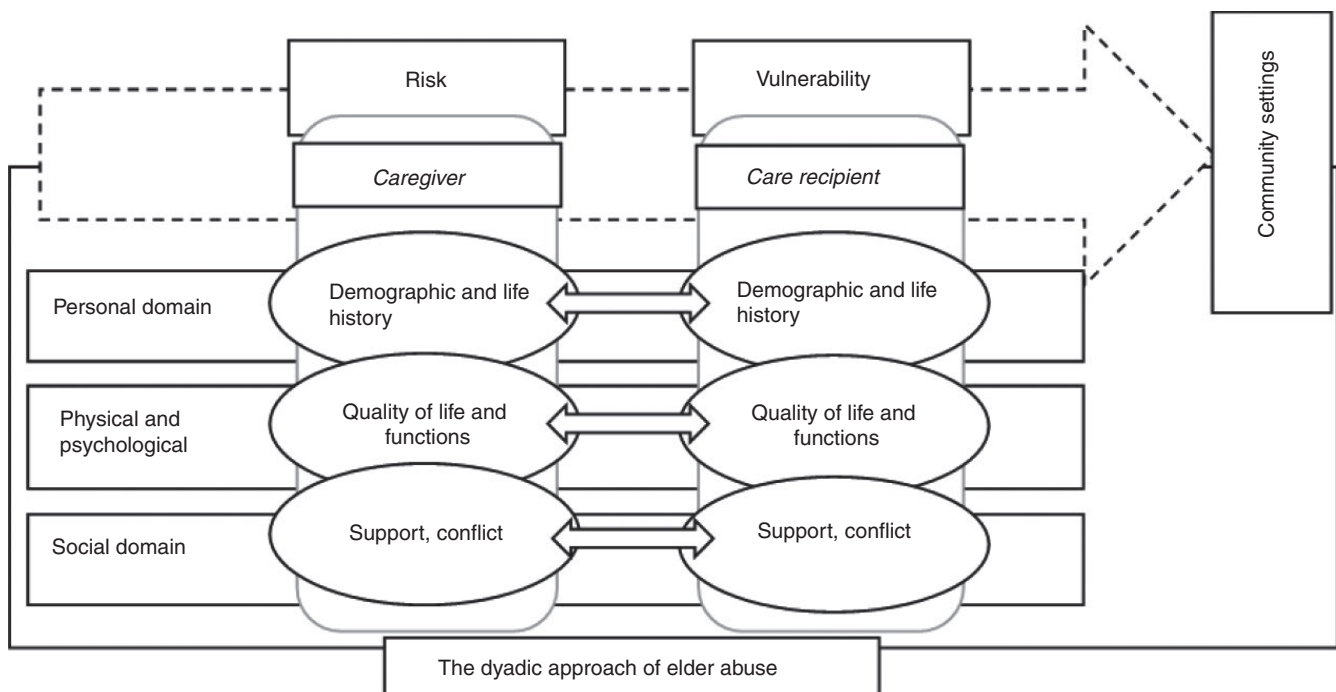 Risk
Vulnerability
Community settings
Caregiver
Care recipient
Personal domain
Demographic and life
history
Demographic and life
history
Physical and
psychological
Quality of life and
functions
Quality of life and
functions
Social domain
Support, conflict
Support, conflict
The dyadic approach of elder abuse